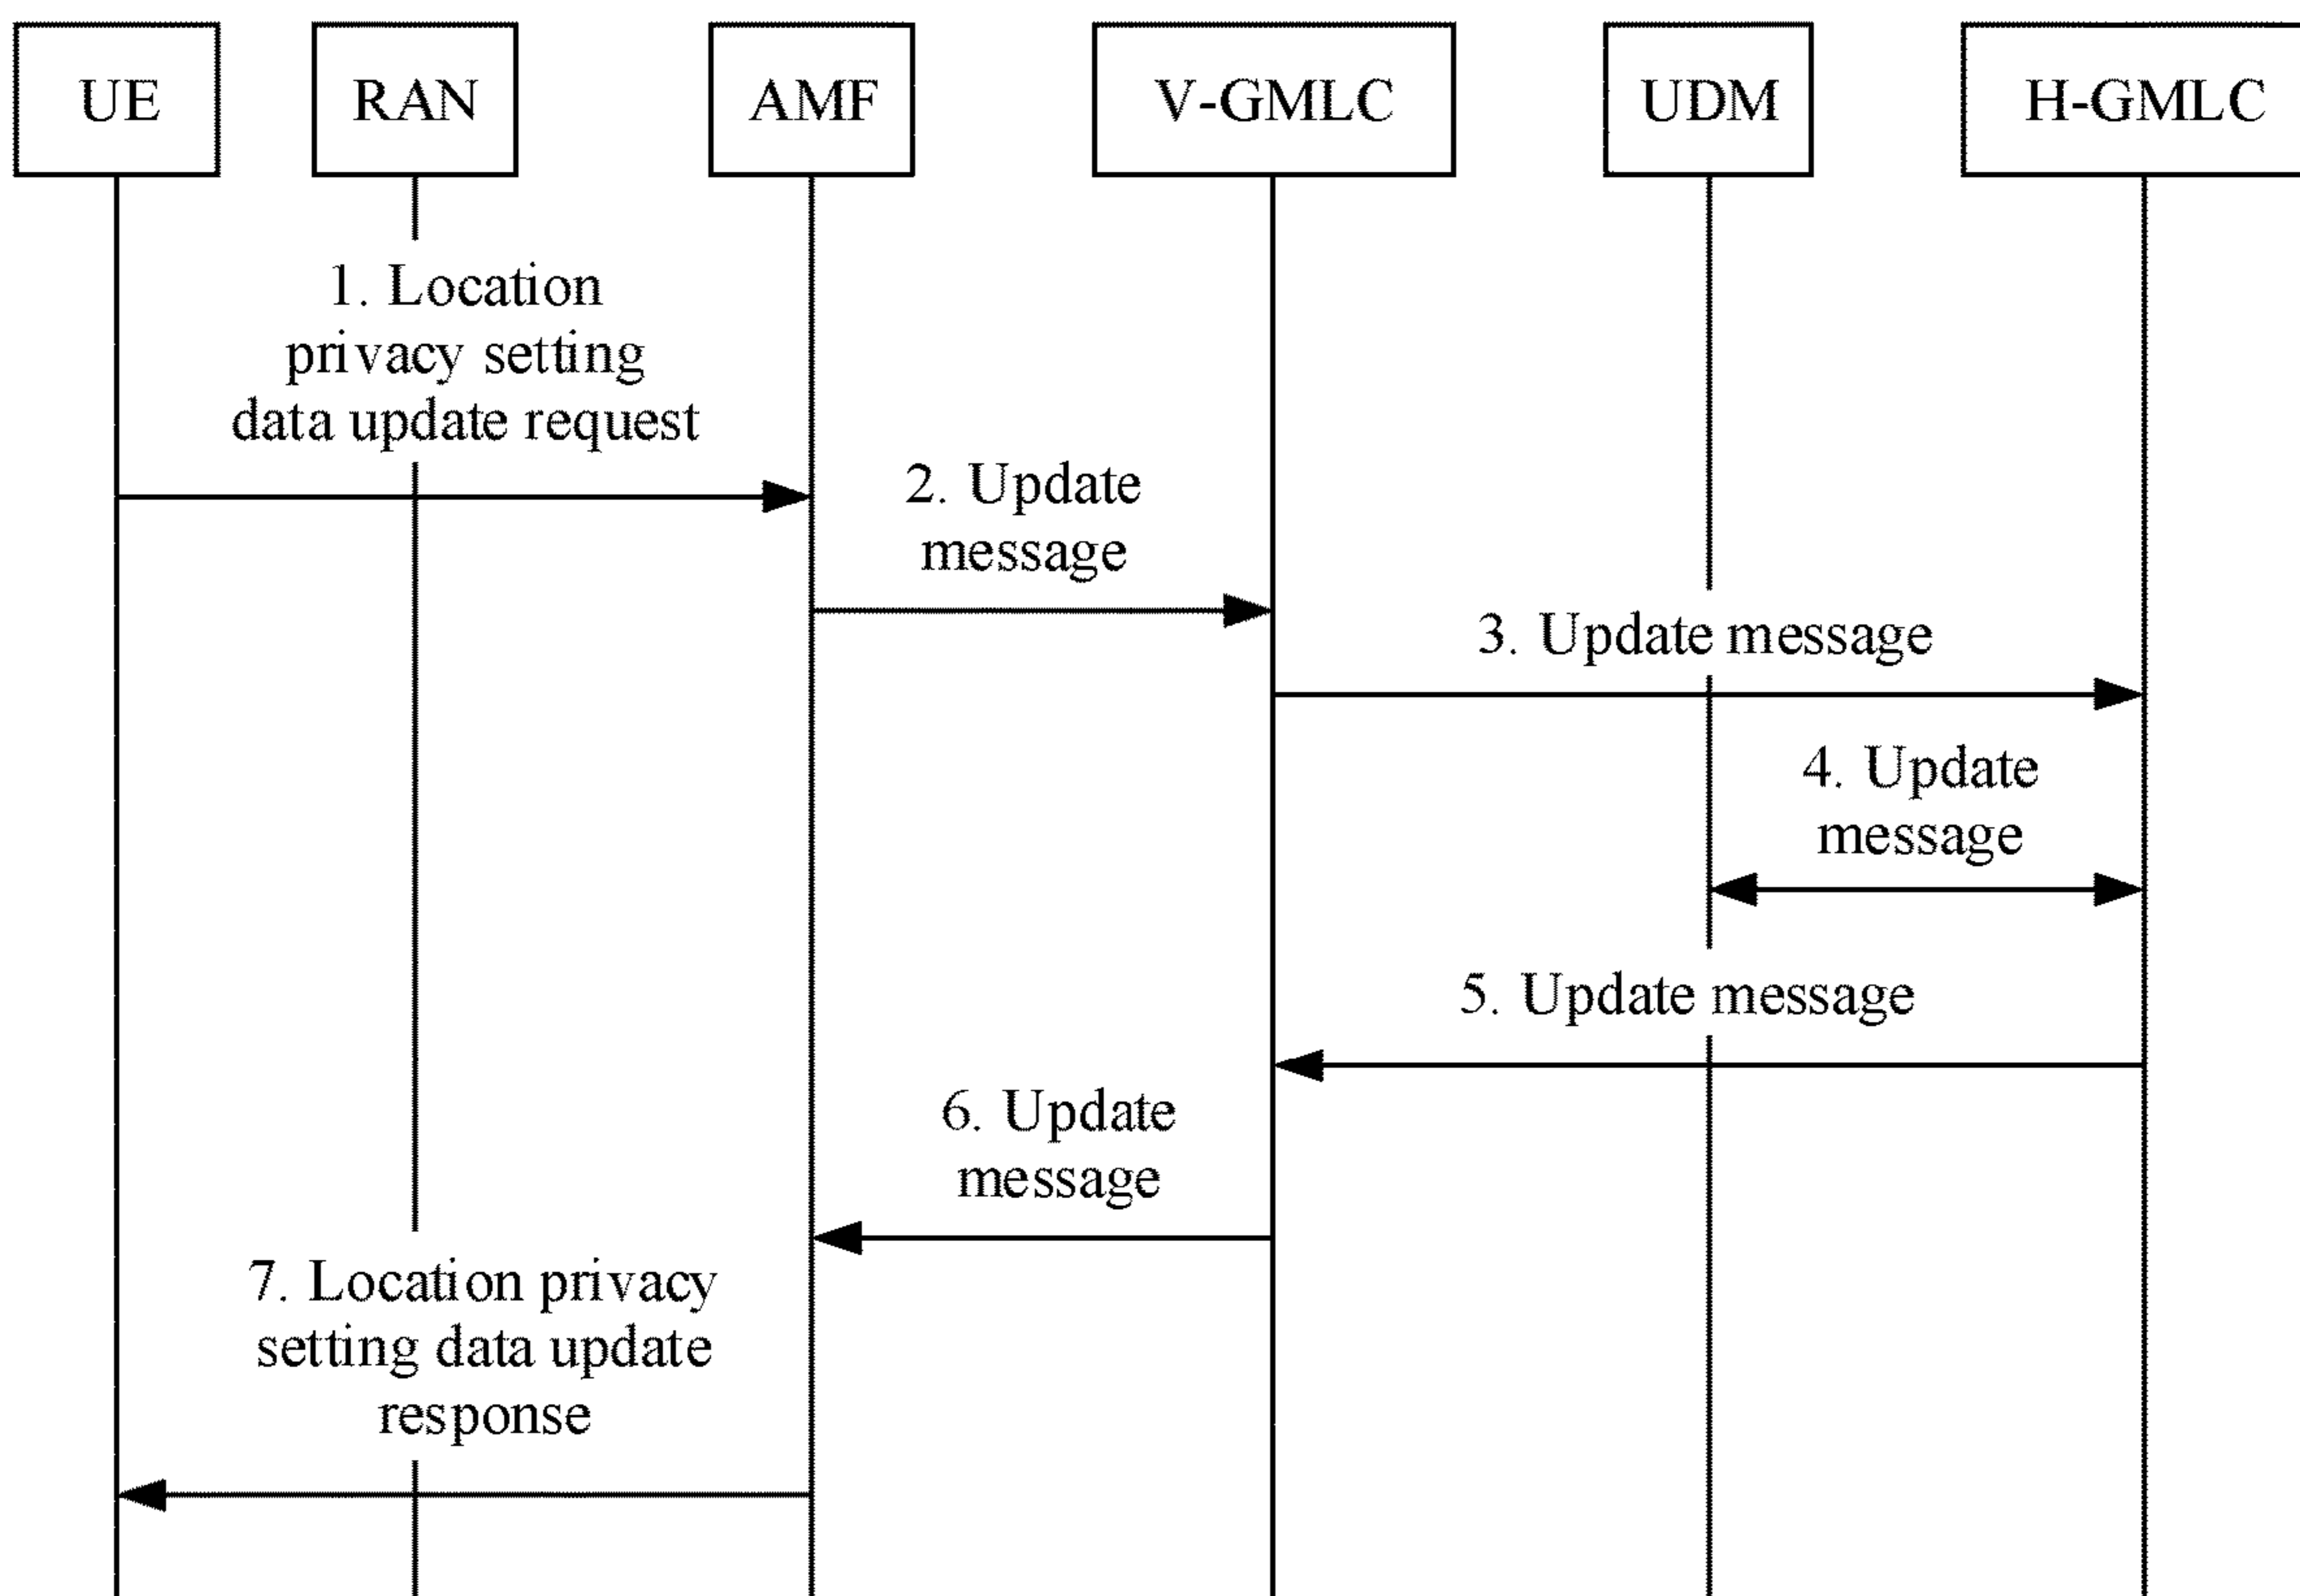 UE
RAN
AMF
V-GMLC
UDM
H-GMLC
1. Location
privacy setting
data update request
2. Update
message
3. Update message
4. Update
message
5. Update message
6. Update
message
7. Location privacy
setting data update
response